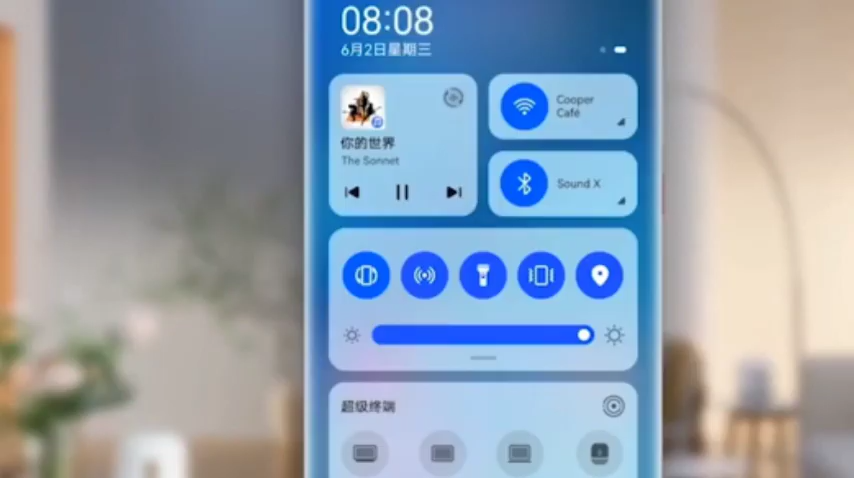 08:08
6月2日星期三
你的世界
The Sonnet
Cooper
Café
Sound X
超级终端